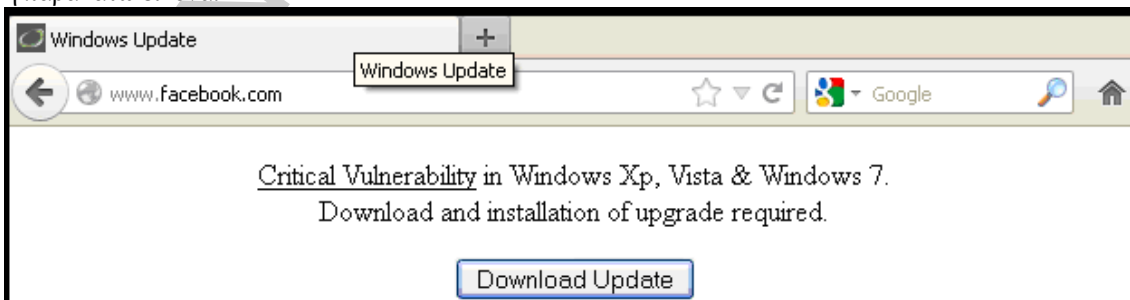 Windows Update
Windows Update
www.facebook.com
Google
Critical Vulnerability in Windows Xp, Vista & Windows 7.
Download and installation of upgrade required.
Download Update